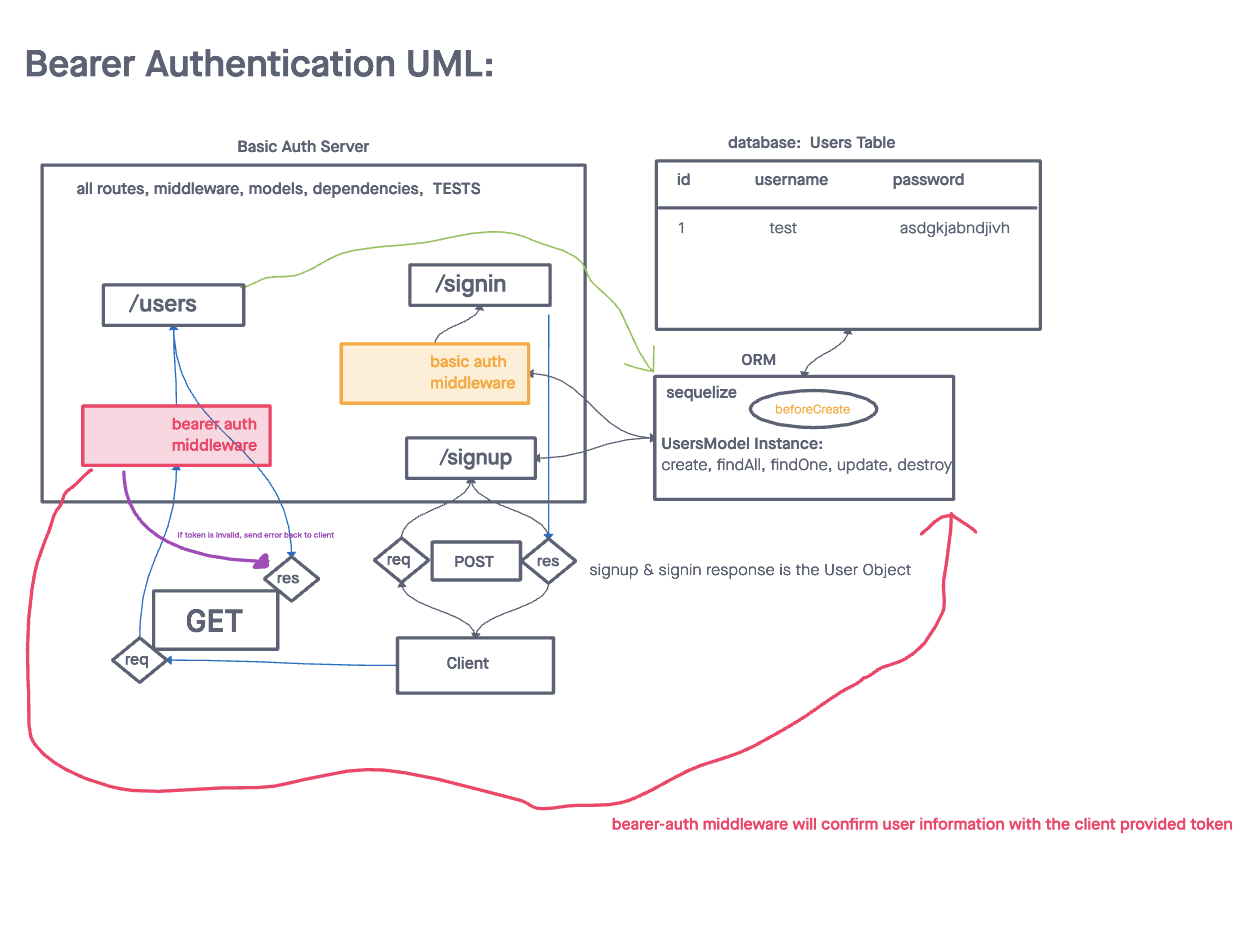 Bearer Authentication UML:
Basic Auth Server
all routes, middleware, models, dependencies, TESTS
/users
/signin
basic auth
middleware
bearer auth
middleware
/signup
if token is invalid, send error back to client
res
GET
req
req
POST
res
Client
signup & signin response is the User Object
database: Users Table
id username password
1 test asdgkjabndjivh
ORM
sequelize
beforeCreate
UsersModel Instance:
create, findAll, findOne, update, destroy
bearer-auth middleware will confirm user information with the client provided token